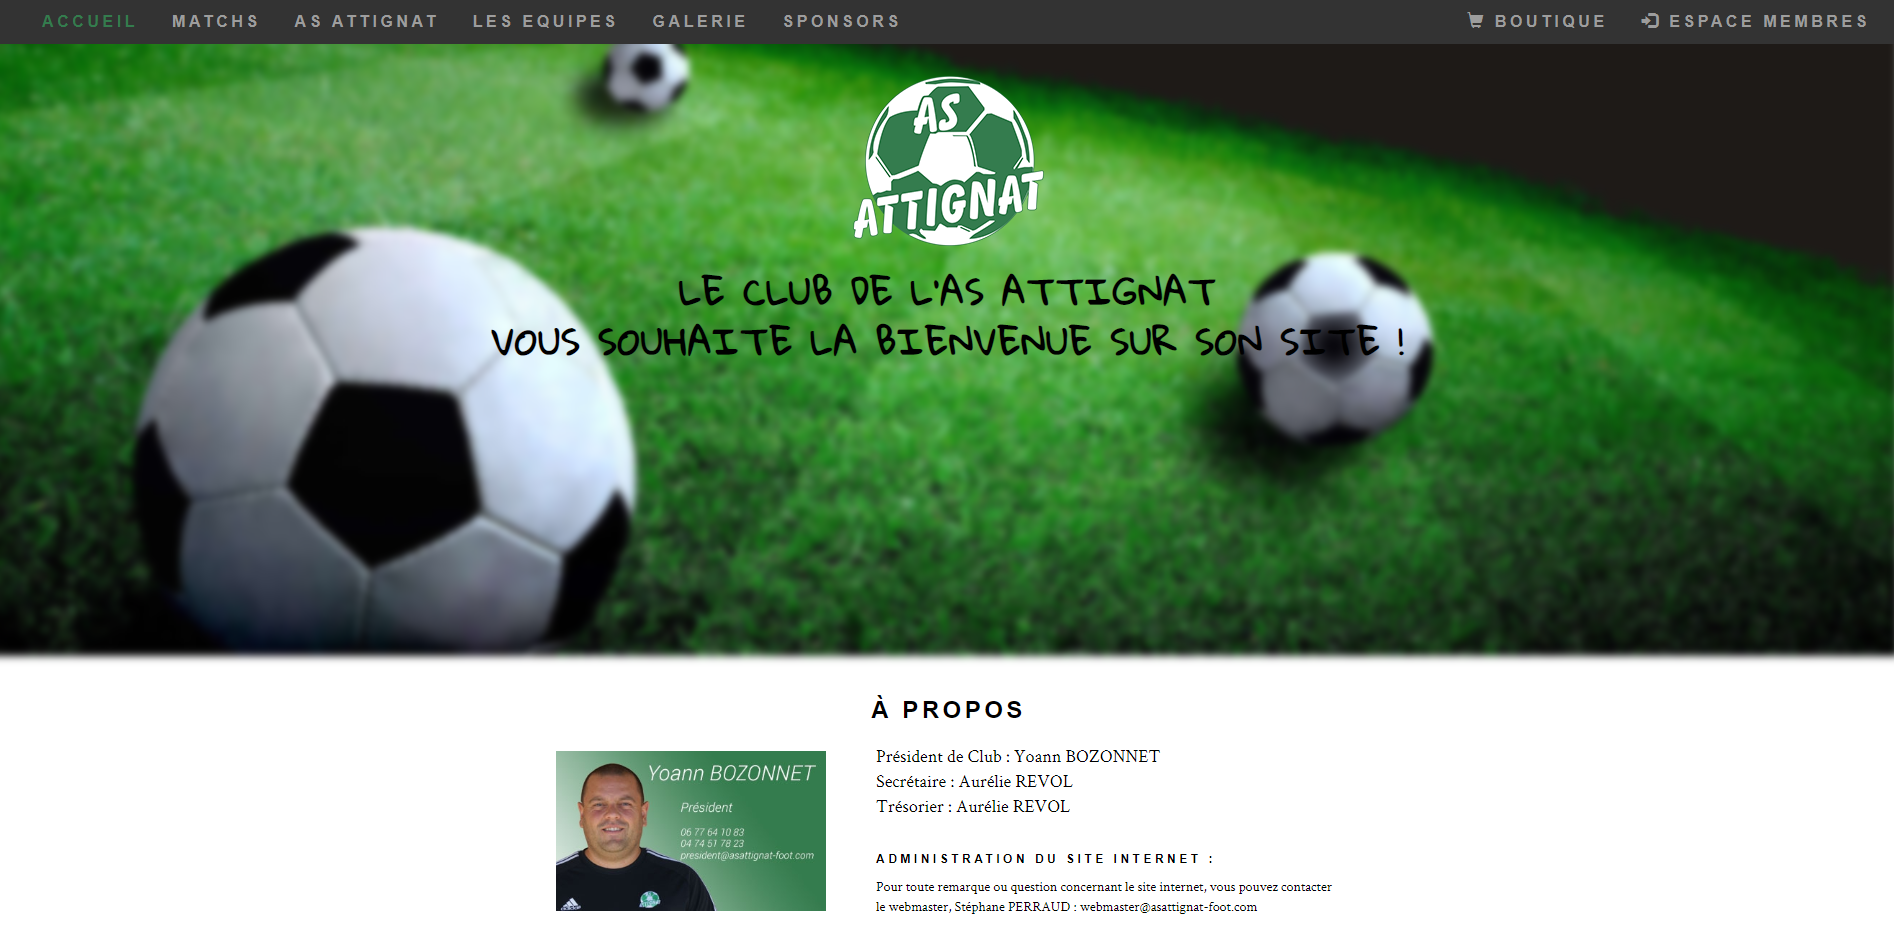 ACCUEIL MATCHS AS ATTIGNAT LES EQUIPES GALERIE SPONSORS BOUTIQUE ESPACE MEMBRES
AS
ATTIGNAT
LE CLUB DE L'AS ATTIGNAT
VOUS SOUHAITE LA BIENVENUE SUR SON SITE !
À PROPOS
Yoann BOZONNET
Président
06 77 64 10 83
04 74 51 78 23
president@asattignat-foot.com
adidas
Président de Club : Yoann BOZONNET
Secrétaire : Aurélie REVOL
Trésorier : Aurélie REVOL
ADMINISTRATION DU SITE INTERNET :
Pour toute remarque ou question concernant le site internet, vous pouvez contacter
le webmaster, Stéphane PERRAUD : webmaster@asattignat-foot.com